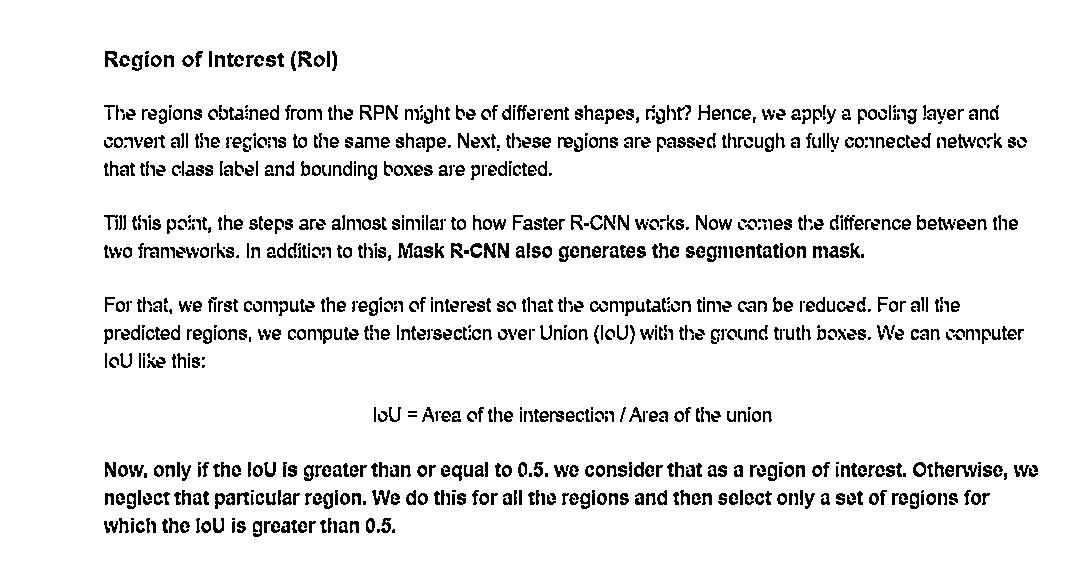 Region of Interest (RoI)
The regions obtained from the RPN might be of different shapes, right? Hence, we apply a pooling layer and
convert all the regions to the same shape. Next, these regions are passed through a fully connected network so
that the class label and bounding boxes are predicted.
Till this point, the steps are almost similar to how Faster R-CNN works. Now comes the difference between the
two frameworks. In addition to this, Mask R-CNN also generates the segmentation mask.
For that, we first compute the region of interest so that the computation time can be reduced. For all the
predicted regions, we compute the Intersection over Union (IoU) with the ground truth boxes. We can computer
IoU like this:
IoU = Area of the intersection / Area of the union
Now, only if the IoU is greater than or equal to 0.5, we consider that as a region of interest. Otherwise, we
neglect that particular region. We do this for all the regions and then select only a set of regions for
which the IoU is greater than 0.5.